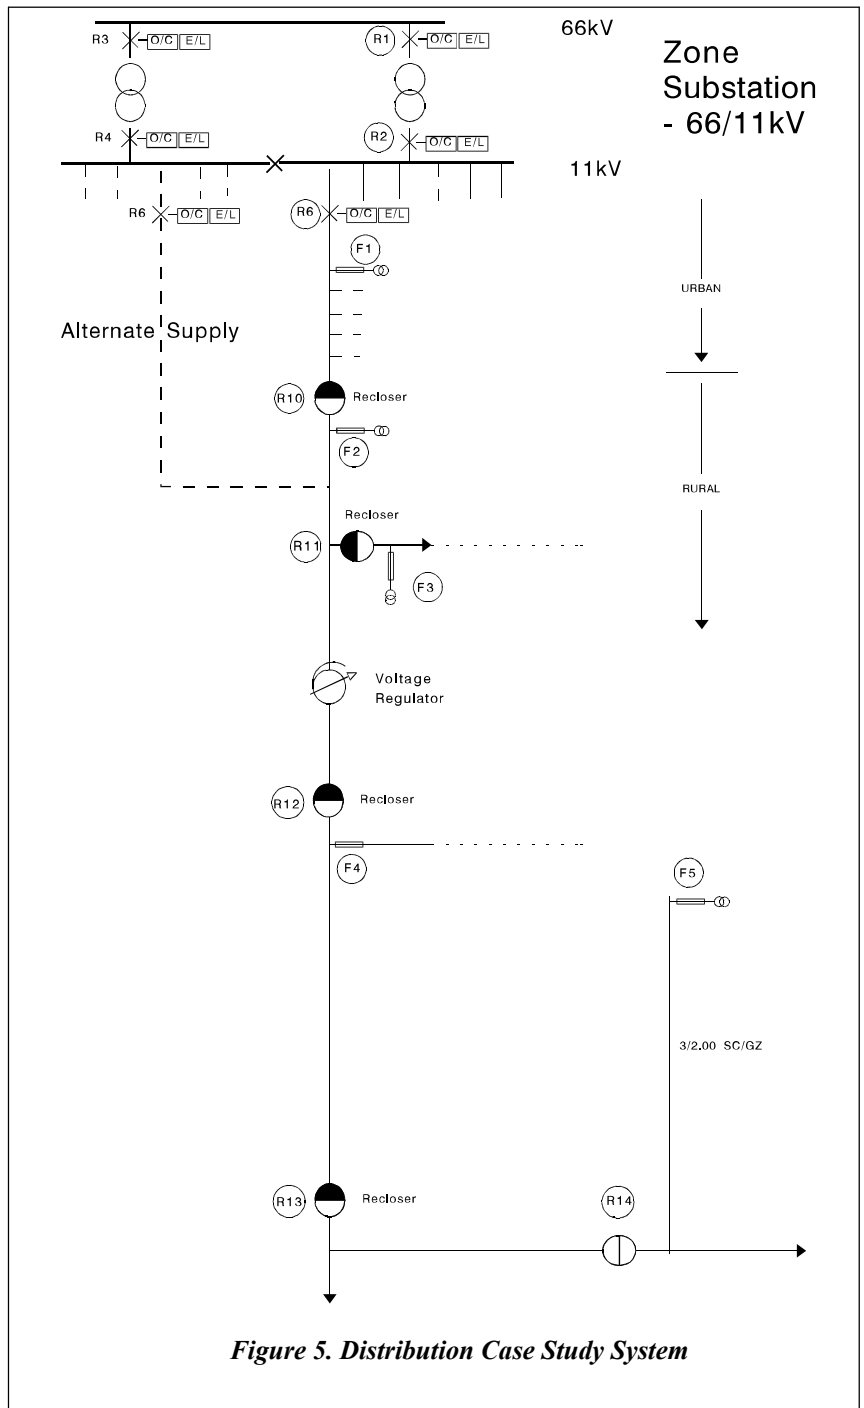 66kV
R3
O/C E/L
R1
O/C E/L
Zone
Substation
- 66/11kV
R4
O/C E/L
R2
O/C E/L
11kV
R6
O/C E/L
R6
O/C E/L
F1
URBAN
Alternate Supply
R10
Recloser
F2
RURAL
Recloser
R11
F3
Voltage
Regulator
R12
Recloser
F4
F5
3/2.00 SC/GZ
R13
Recloser
R14
Figure 5. Distribution Case Study System